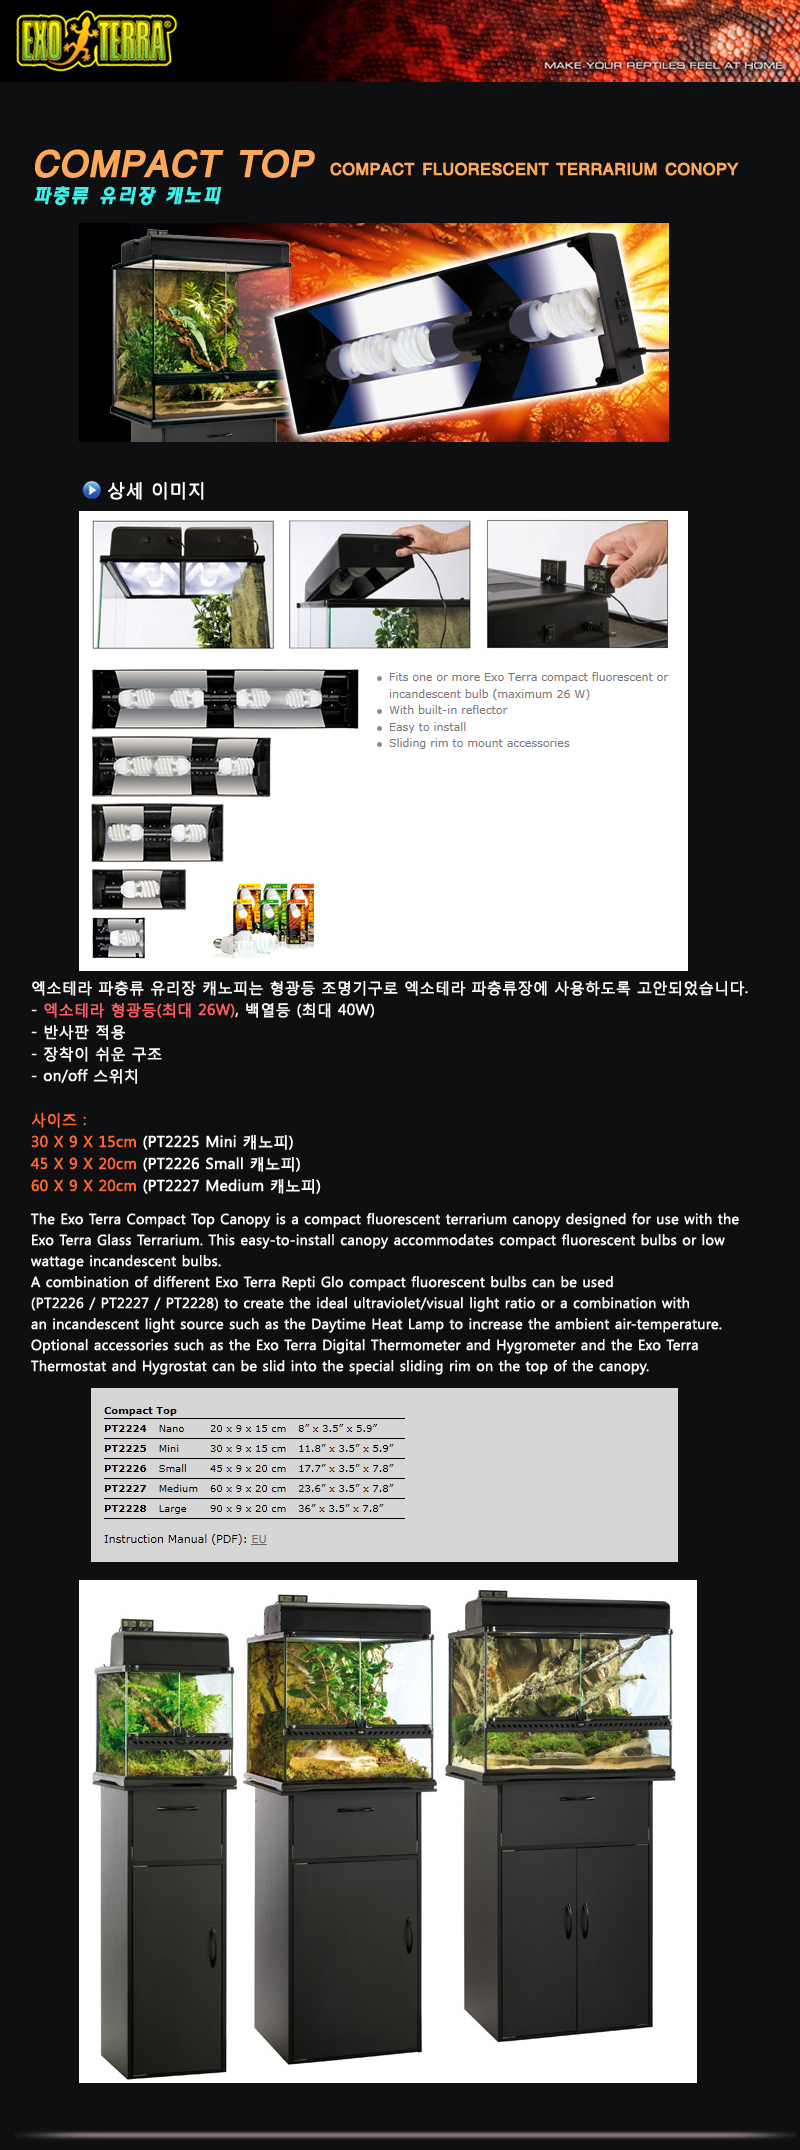 EXO TERRA®
MAKE YOUR REPTILES FEEL AT HOME
COMPACT TOP COMPACT FLUORESCENT TERRARIUM CONOPY
파충류 유리장 캐노피
상세 이미지
Fits one or more Exo Terra compact fluorescent or
incandescent bulb (maximum 26 W)
With built-in reflector
Easy to install
Sliding rim to mount accessories
엑소테라 파충류 유리장 캐노피는 형광등 조명기구로 엑소테라 파충류장에 사용하도록 고안되었습니다.
- 엑소테라 형광등(최대 26W), 백열등 (최대 40W)
- 반사판 적용
- 장착이 쉬운 구조
- on/off 스위치
사이즈 :
30 X 9 X 15cm (PT2225 Mini 캐노피)
45 X 9 X 20cm (PT2226 Small 캐노피)
60 X 9 X 20cm (PT2227 Medium 캐노피)
The Exo Terra Compact Top Canopy is a compact fluorescent terrarium canopy designed for use with the
Exo Terra Glass Terrarium. This easy-to-install canopy accommodates compact fluorescent bulbs or low
wattage incandescent bulbs.
A combination of different Exo Terra Repti Glo compact fluorescent bulbs can be used
(PT2226 / PT2227 / PT2228) to create the ideal ultraviolet/visual light ratio or a combination with
an incandescent light source such as the Daytime Heat Lamp to increase the ambient air-temperature.
Optional accessories such as the Exo Terra Digital Thermometer and Hygrometer and the Exo Terra
Thermostat and Hygrostat can be slid into the special sliding rim on the top of the canopy.
Compact Top
PT2224 Nano 20 x 9 x 15 cm 8” x 3.5” x 5.9”
PT2225 Mini 30 x 9 x 15 cm 11.8” x 3.5” x 5.9”
PT2226 Small 45 x 9 x 20 cm 17.7” x 3.5” x 7.8”
PT2227 Medium 60 x 9 x 20 cm 23.6” x 3.5” x 7.8”
PT2228 Large 90 x 9 x 20 cm 36” x 3.5” x 7.8”
Instruction Manual (PDF): EU